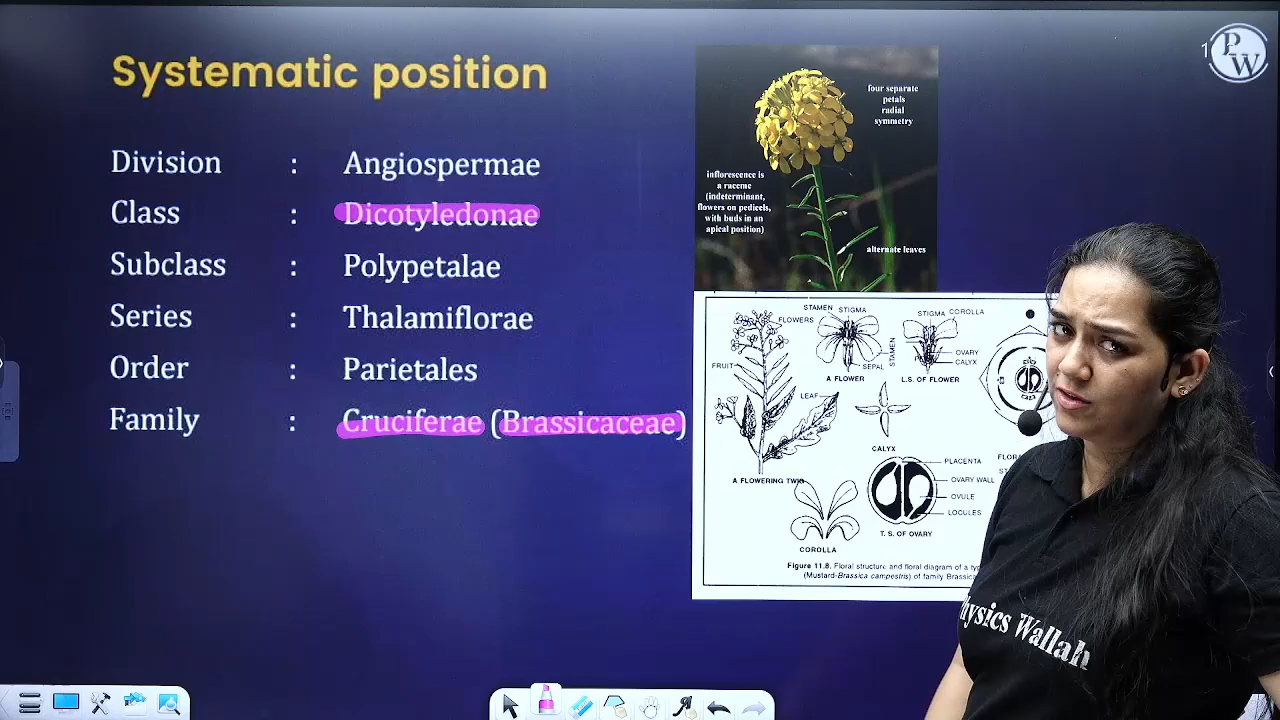 Systematic position
Division : Angiospermae
Class : Dicotyledonae
Subclass : Polypetalae
Series : Thalamiflorae
Order : Parietales
Family : Cruciferae (Brassicaceae)
four separate
petals
radial
symmetry
inflorescence is
a raceme
(indeterminant,
flowers on pedicels,
with buds in an
apical position)
alternate leaves
STAMEN STIGMA
FLOWERS
FRUIT
SEPAL
A FLOWER
STIGMA COROLLA
STAMEN
OVARY
CALYX
L.S. OF FLOWER
LEAF
CALYX
A FLOWERING TWIG
PLACENTA
OVARY WALL
OVULE
LOCULES
T. S. OF OVARY
COROLLA
Figure 11.8. Floral structure and floral diagram of a
(Mustard-Brassica campestris) of family
PW
1
Physics Wallah